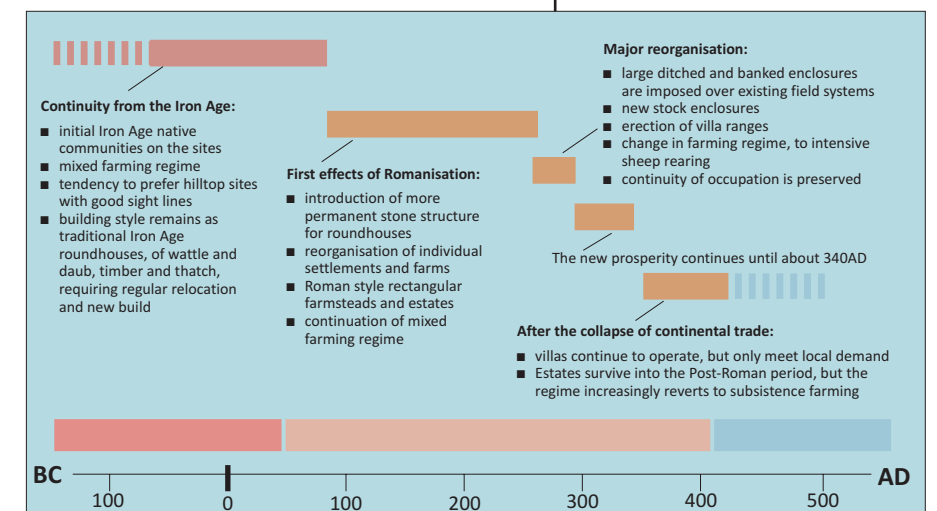 Continuity from the Iron Age:
■ initial Iron Age native
communities on the sites
■ mixed farming regime
■ tendency to prefer hilltop sites
with good sight lines
■ building style remains as
traditional Iron Age
roundhouses, of wattle and
daub, timber and thatch,
requiring regular relocation
and new build
First effects of Romanisation:
■ introduction of more
permanent stone structure
for roundhouses
■ reorganisation of individual
settlements and farms
■ Roman style rectangular
farmsteads and estates
■ continuation of mixed
farming regime
Major reorganisation:
■ large ditched and banked enclosures
are imposed over existing field systems
■ new stock enclosures
■ erection of villa ranges
■ change in farming regime, to intensive
sheep rearing
■ continuity of occupation is preserved
The new prosperity continues until about 340AD
After the collapse of continental trade:
■ villas continue to operate, but only meet local demand
■ Estates survive into the Post-Roman period, but the
regime increasingly reverts to subsistence farming
BC AD
100 0 100 200 300 400 500